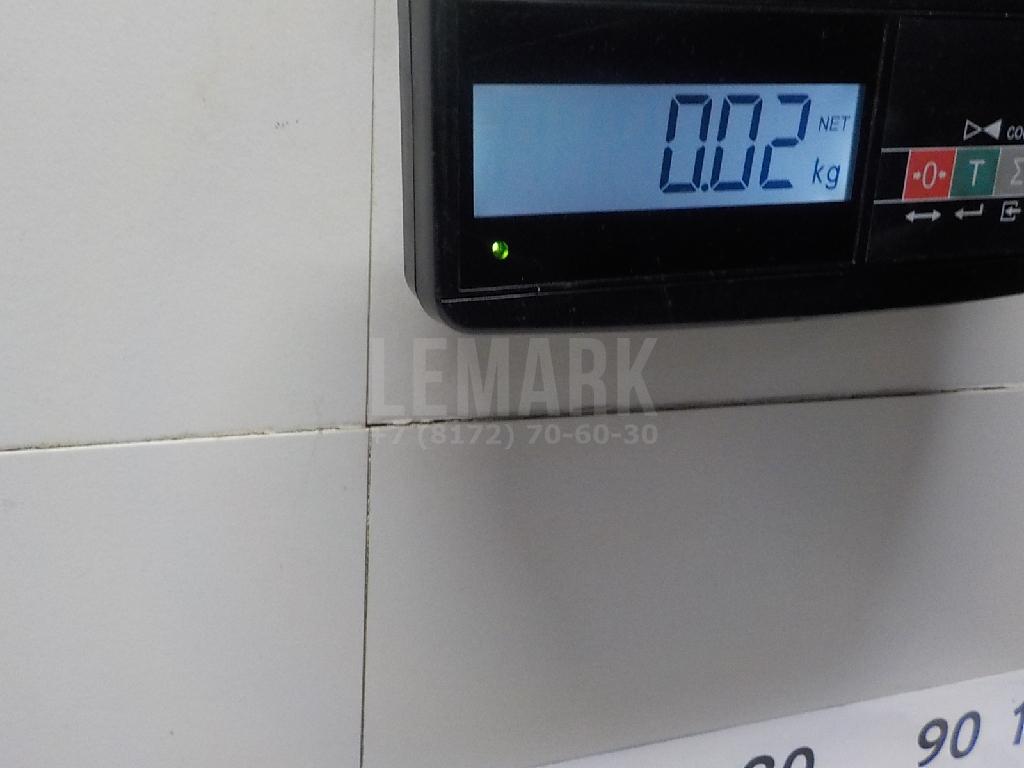 0.02 NET
kg
0 T Σ
LEMARK
+7 (8172) 70-60-30
90